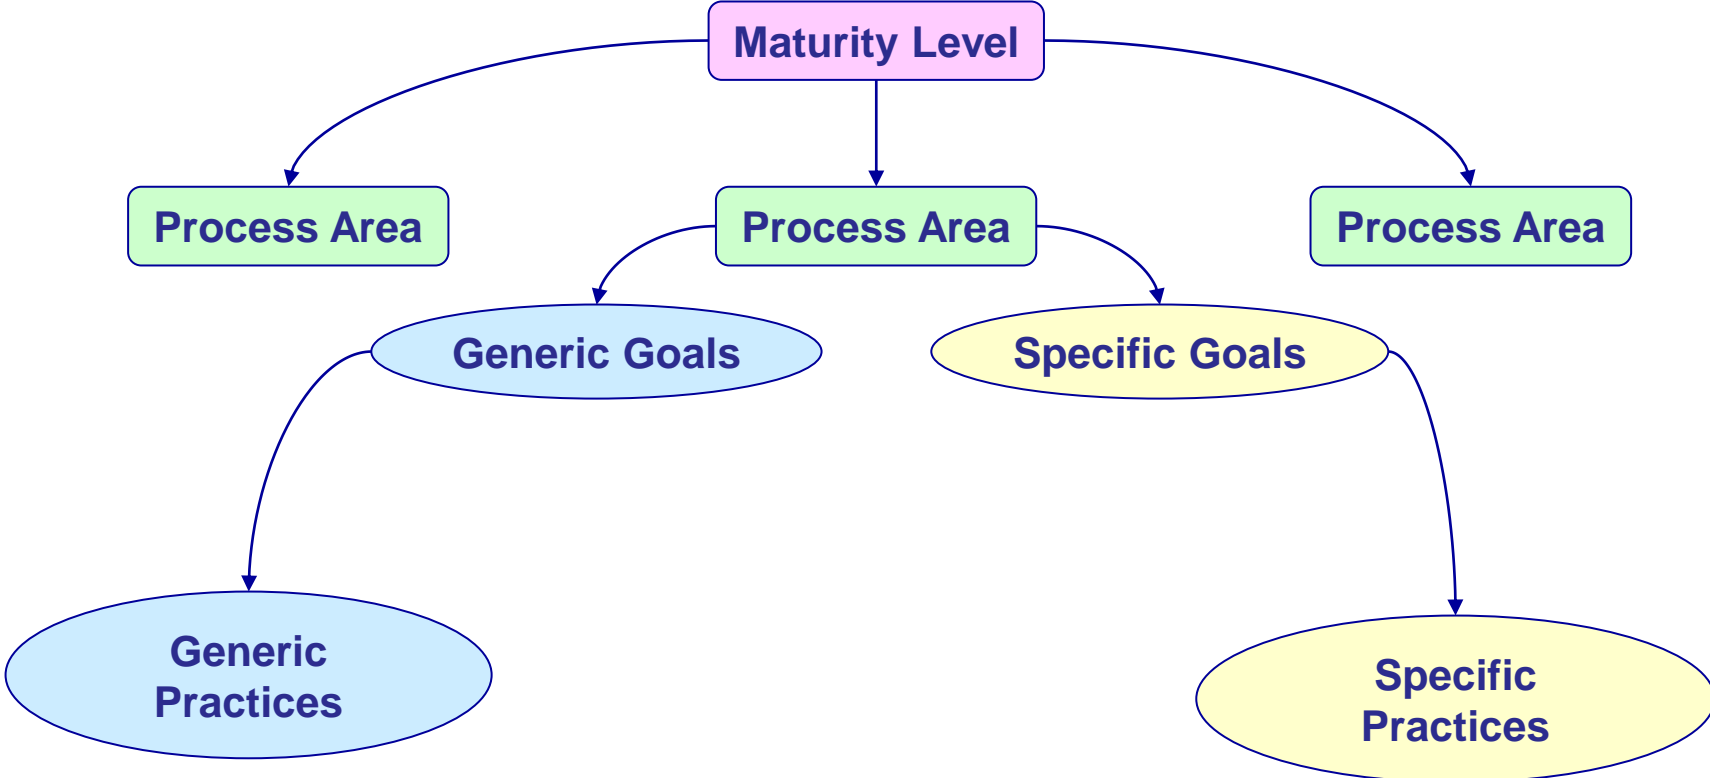 Maturity Level
Process Area
Process Area
Process Area
Generic Goals
Specific Goals
Generic
Practices
Specific
Practices